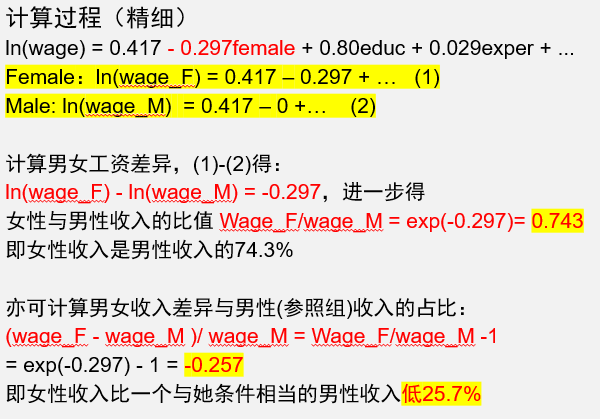 计算过程（精细）
ln(wage) = 0.417 - 0.297female + 0.80educ + 0.029exper + ...
Female：ln(wage_F) = 0.417 – 0.297 + … (1)
Male: ln(wage_M) = 0.417 – 0 +… (2)
计算男女工资差异，(1)-(2)得：
ln(wage_F) - ln(wage_M) = -0.297，进一步得
女性与男性收入的比值 Wage_F/wage_M = exp(-0.297)= 0.743
即女性收入是男性收入的74.3%
亦可计算男女收入差异与男性(参照组)收入的占比：
(wage_F - wage_M )/ wage_M = Wage_F/wage_M -1
= exp(-0.297) - 1 = -0.257
即女性收入比一个与她条件相当的男性收入低25.7%